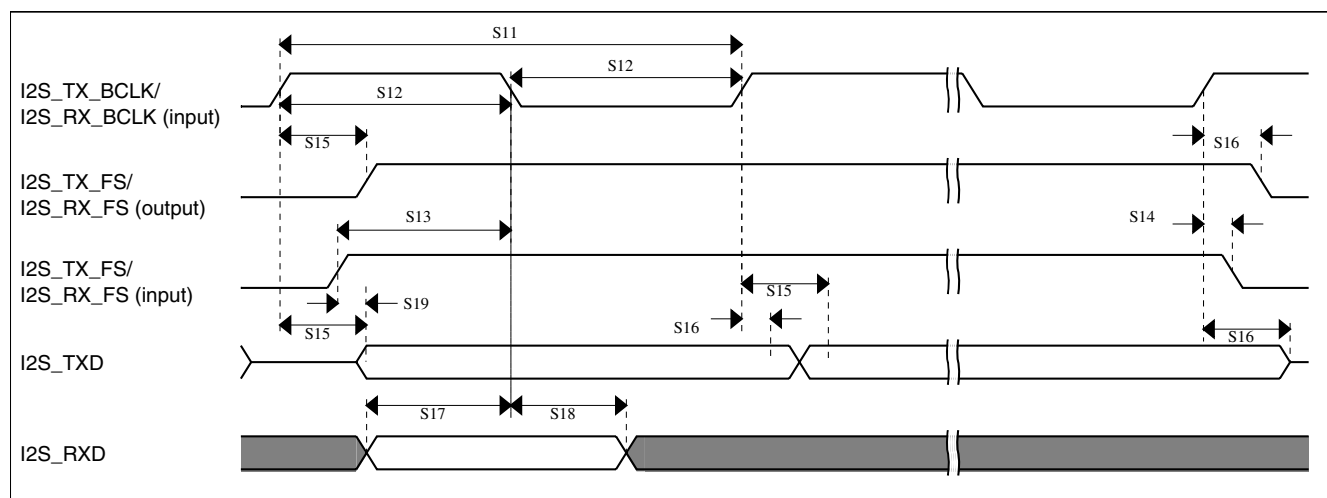 S11
I2S_TX_BCLK/
I2S_RX_BCLK (input)
S12
S12
S15
S16
I2S_TX_FS/
I2S_RX_FS (output)
S13
S14
I2S_TX_FS/
I2S_RX_FS (input)
S19
S15
S15
S16
S16
I2S_TXD
S17
S18
I2S_RXD